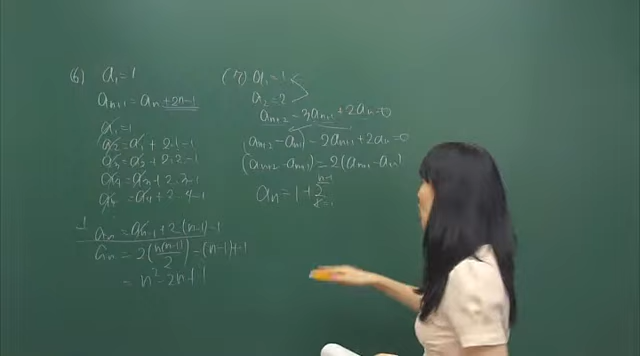 (6) a₁=1
aₙ₊₁=aₙ+2n-1
a₁=1
a₂=a₁+2·1-1
a₃=a₂+2·2-1
a₄=a₃+2·3-1
a₅=a₄+2·4-1
aₙ=aₙ₋₁+2(n-1)-1
aₙ=2(n(n-1)/2)-(n-1)+1
=n²-2n+1
(7) a₁=1
a₂=2
aₙ₊₂-3aₙ₊₁+2aₙ=0
(aₙ₊₂-aₙ₊₁)-2aₙ₊₁+2aₙ=0
(aₙ₊₂-aₙ₊₁)=2(aₙ₊₁-aₙ)
aₙ=1+Σ